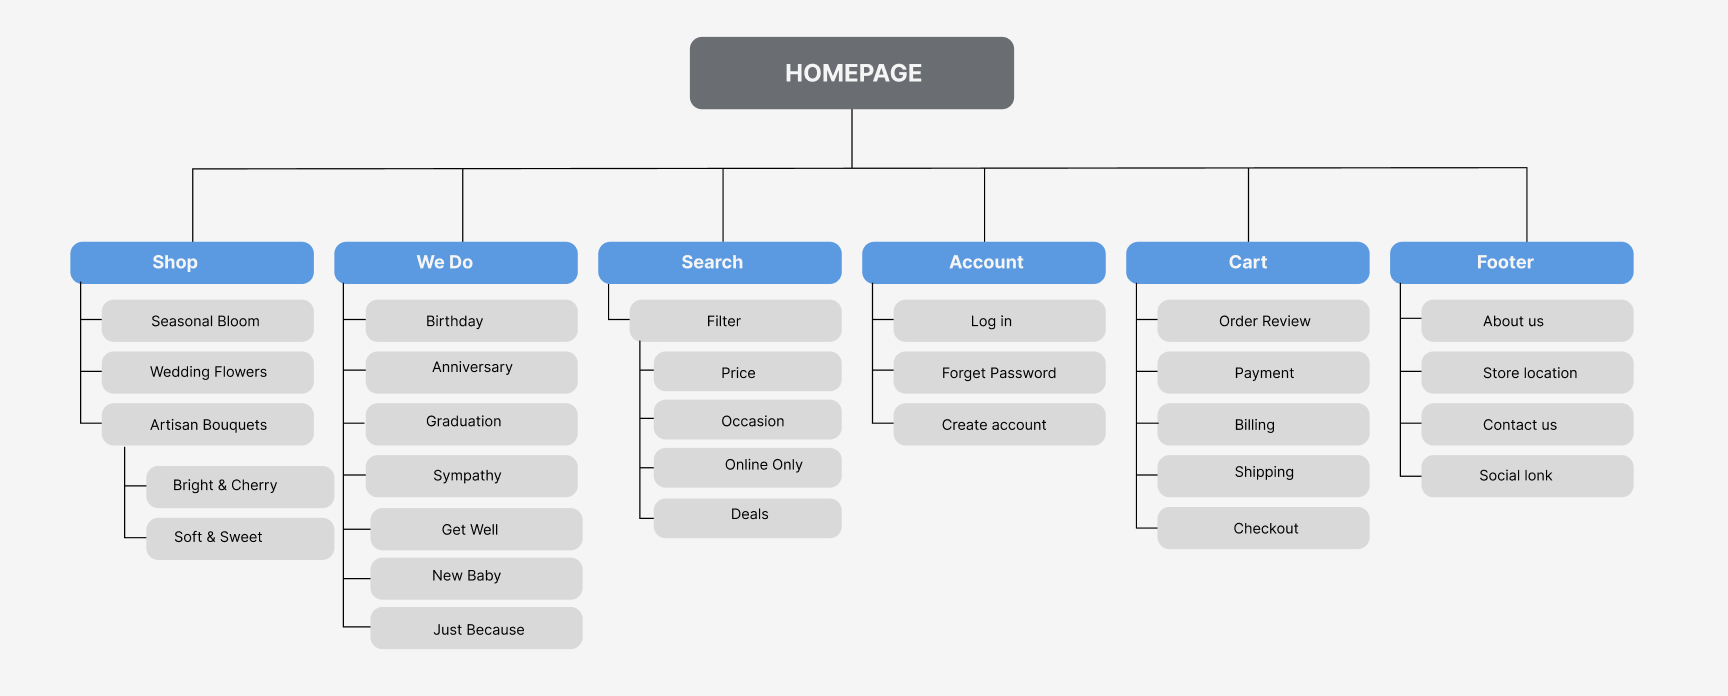 HOMEPAGE
Shop
Seasonal Bloom
Wedding Flowers
Artisan Bouquets
Bright & Cherry
Soft & Sweet
We Do
Birthday
Anniversary
Graduation
Sympathy
Get Well
New Baby
Just Because
Search
Filter
Price
Occasion
Online Only
Deals
Account
Log in
Forget Password
Create account
Cart
Order Review
Payment
Billing
Shipping
Checkout
Footer
About us
Store location
Contact us
Social lonk